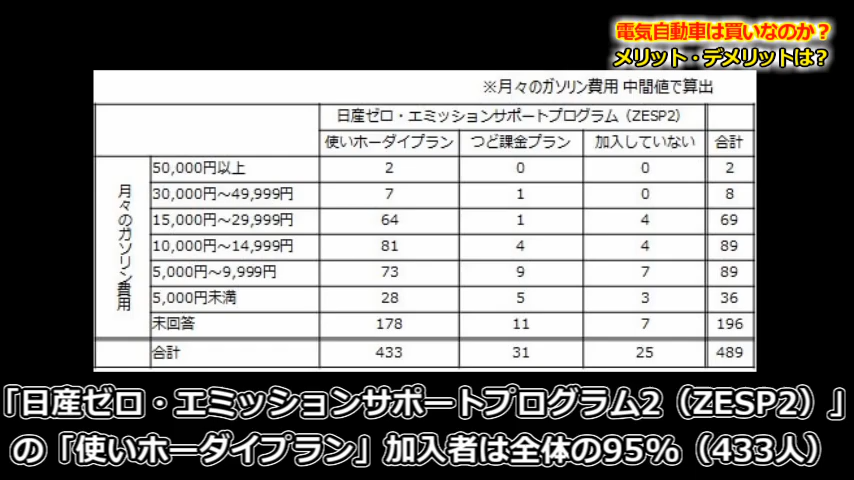 電気自動車は買いなのか？
メリット・デメリットは？
※月々のガソリン費用 中間値で算出
日産ゼロ・エミッションサポートプログラム（ZESP2）
使いホーダイプラン つど課金プラン 加入していない 合計
月々のガソリン費用
50,000円以上 2 0 0 2
30,000円～49,999円 7 1 0 8
15,000円～29,999円 64 1 4 69
10,000円～14,999円 81 4 4 89
5,000円～9,999円 73 9 7 89
5,000円未満 28 5 3 36
未回答 178 11 7 196
合計 433 31 25 489
「日産ゼロ・エミッションサポートプログラム2（ZESP2）」
の「使いホーダイプラン」加入者は全体の95%（433人）